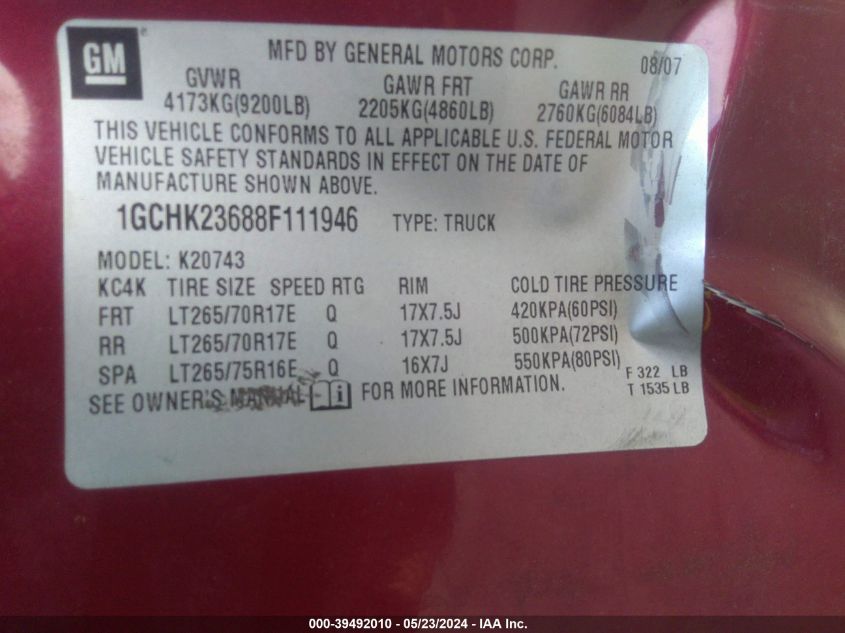 GM
MFD BY GENERAL MOTORS CORP. 08/07
GVWR GAWR FRT GAWR RR
4173KG(9200LB) 2205KG(4860LB) 2760KG(6084LB)
THIS VEHICLE CONFORMS TO ALL APPLICABLE U.S. FEDERAL MOTOR
VEHICLE SAFETY STANDARDS IN EFFECT ON THE DATE OF
MANUFACTURE SHOWN ABOVE.
1GCHK23688F111946 TYPE: TRUCK
MODEL: K20743
KC4K TIRE SIZE SPEED RTG RIM COLD TIRE PRESSURE
FRT LT265/70R17E Q 17X7.5J 420KPA(60PSI)
RR LT265/70R17E Q 17X7.5J 500KPA(72PSI)
SPA LT265/75R16E Q 16X7J 550KPA(80PSI)
F 322 LB
T 1535 LB
SEE OWNER'S MANUAL i FOR MORE INFORMATION.
000-39492010 - 05/23/2024 - IAA Inc.